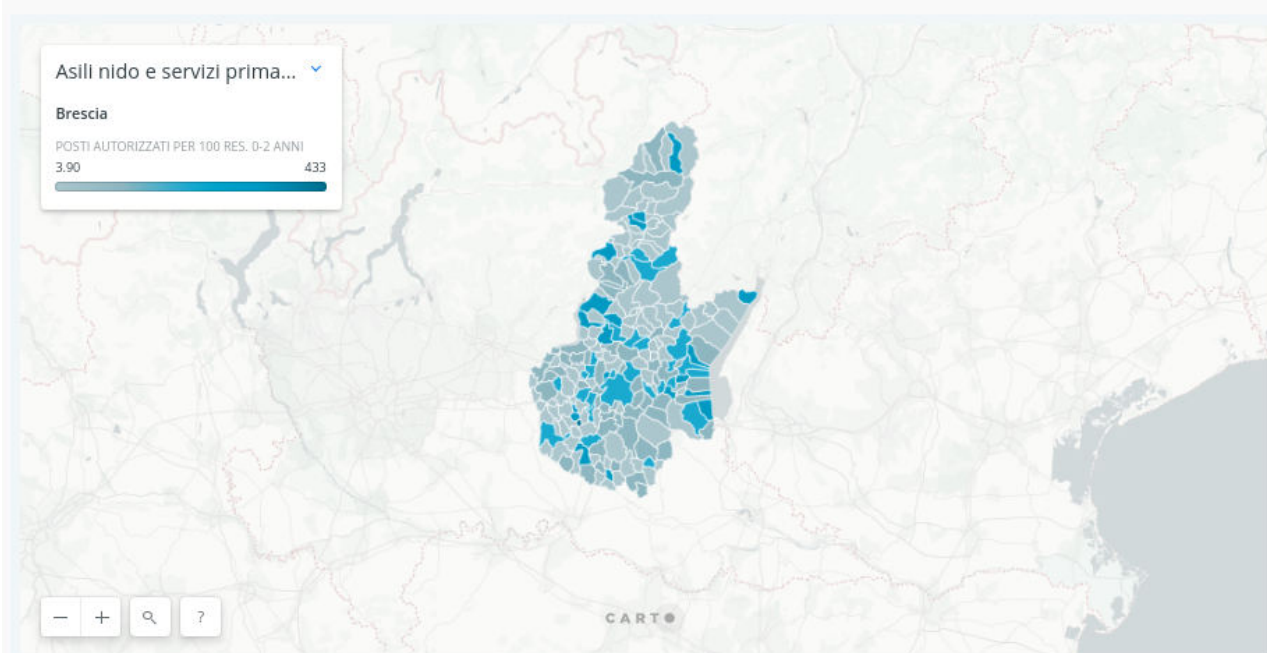 Asili nido e servizi prima...
Brescia
POSTI AUTORIZZATI PER 100 RES. 0-2 ANNI
3.90 433
− + ?
CARTO